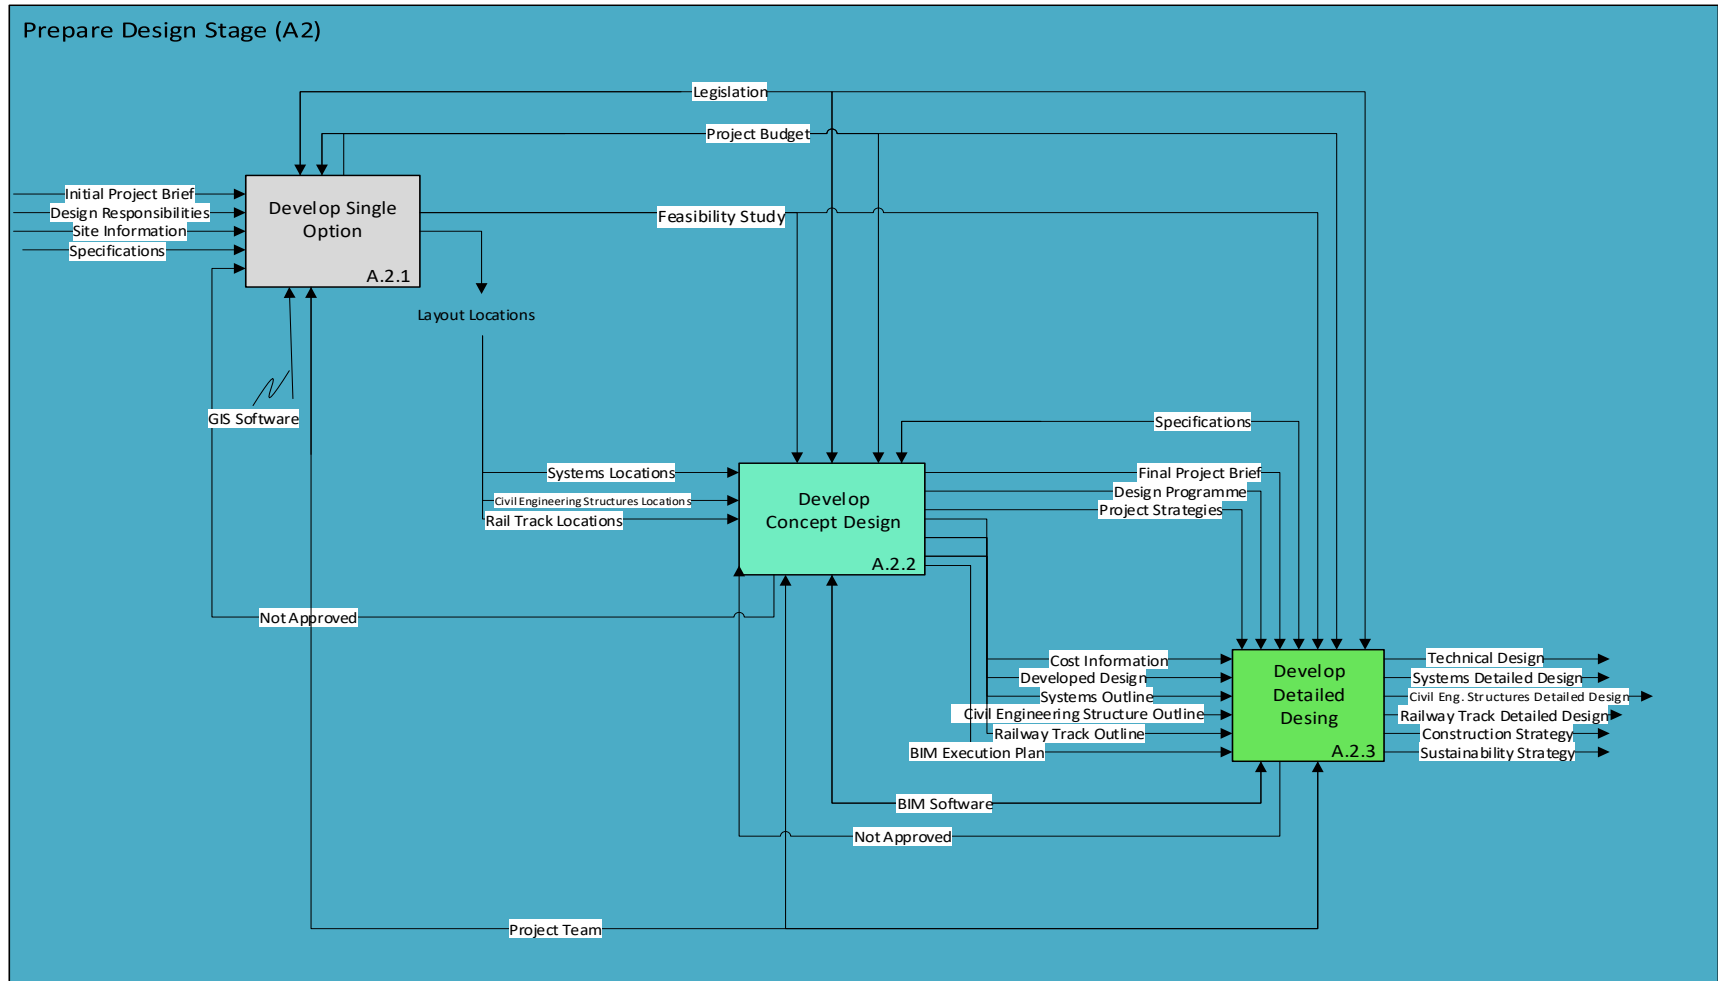 Prepare Design Stage (A2)
Legislation
Project Budget
Initial Project Brief
Design Responsibilities
Site Information
Specifications
Develop Single
Option
A.2.1
Feasibility Study
Layout Locations
GIS Software
Specifications
Systems Locations
Civil Engineering Structures Locations
Rail Track Locations
Develop
Concept Design
A.2.2
Final Project Brief
Design Programme
Project Strategies
Not Approved
Cost Information
Developed Design
Systems Outline
Civil Engineering Structure Outline
Railway Track Outline
BIM Execution Plan
Develop
Detailed
Desing
A.2.3
Technical Design
Systems Detailed Design
Civil Eng. Structures Detailed Design
Railway Track Detailed Design
Construction Strategy
Sustainability Strategy
BIM Software
Not Approved
Project Team